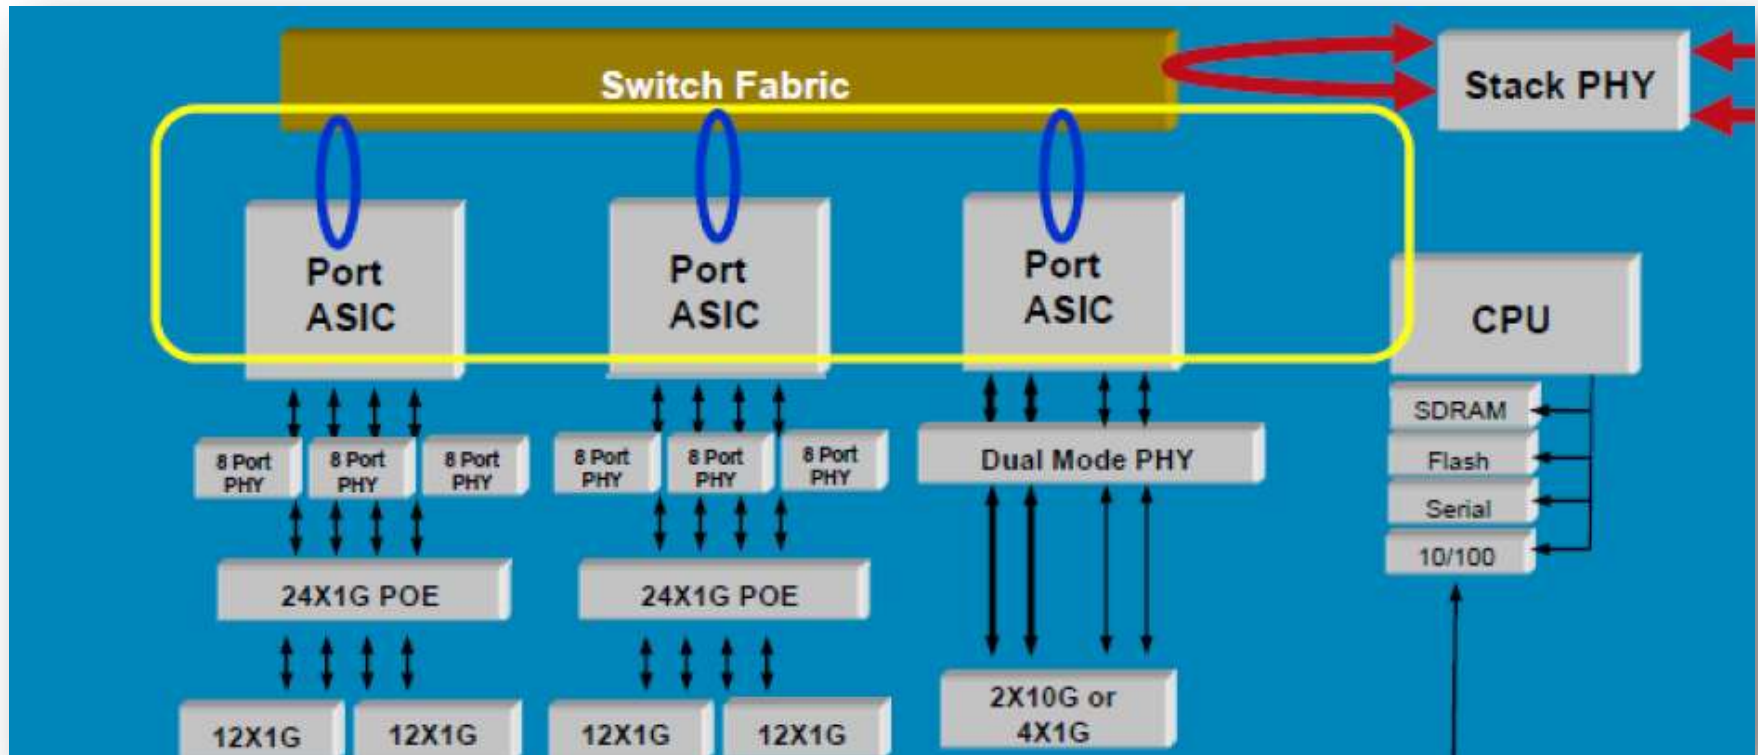 Switch Fabric
Stack PHY
Port
ASIC
Port
ASIC
Port
ASIC
CPU
SDRAM
Flash
Serial
10/100
8 Port
PHY
8 Port
PHY
8 Port
PHY
8 Port
PHY
8 Port
PHY
8 Port
PHY
Dual Mode PHY
24X1G POE
24X1G POE
2X10G or
4X1G
12X1G
12X1G
12X1G
12X1G